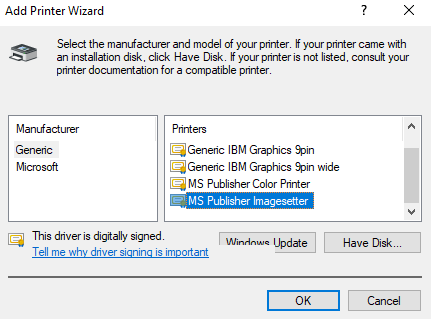 Add Printer Wizard
Select the manufacturer and model of your printer. If your printer came with
an installation disk, click Have Disk. If your printer is not listed, consult your
printer documentation for a compatible printer.
Manufacturer
Generic
Microsoft
Printers
Generic IBM Graphics 9pin
Generic IBM Graphics 9pin wide
MS Publisher Color Printer
MS Publisher Imagesetter
This driver is digitally signed.
Tell me why driver signing is important
Windows Update
Have Disk...
OK
Cancel